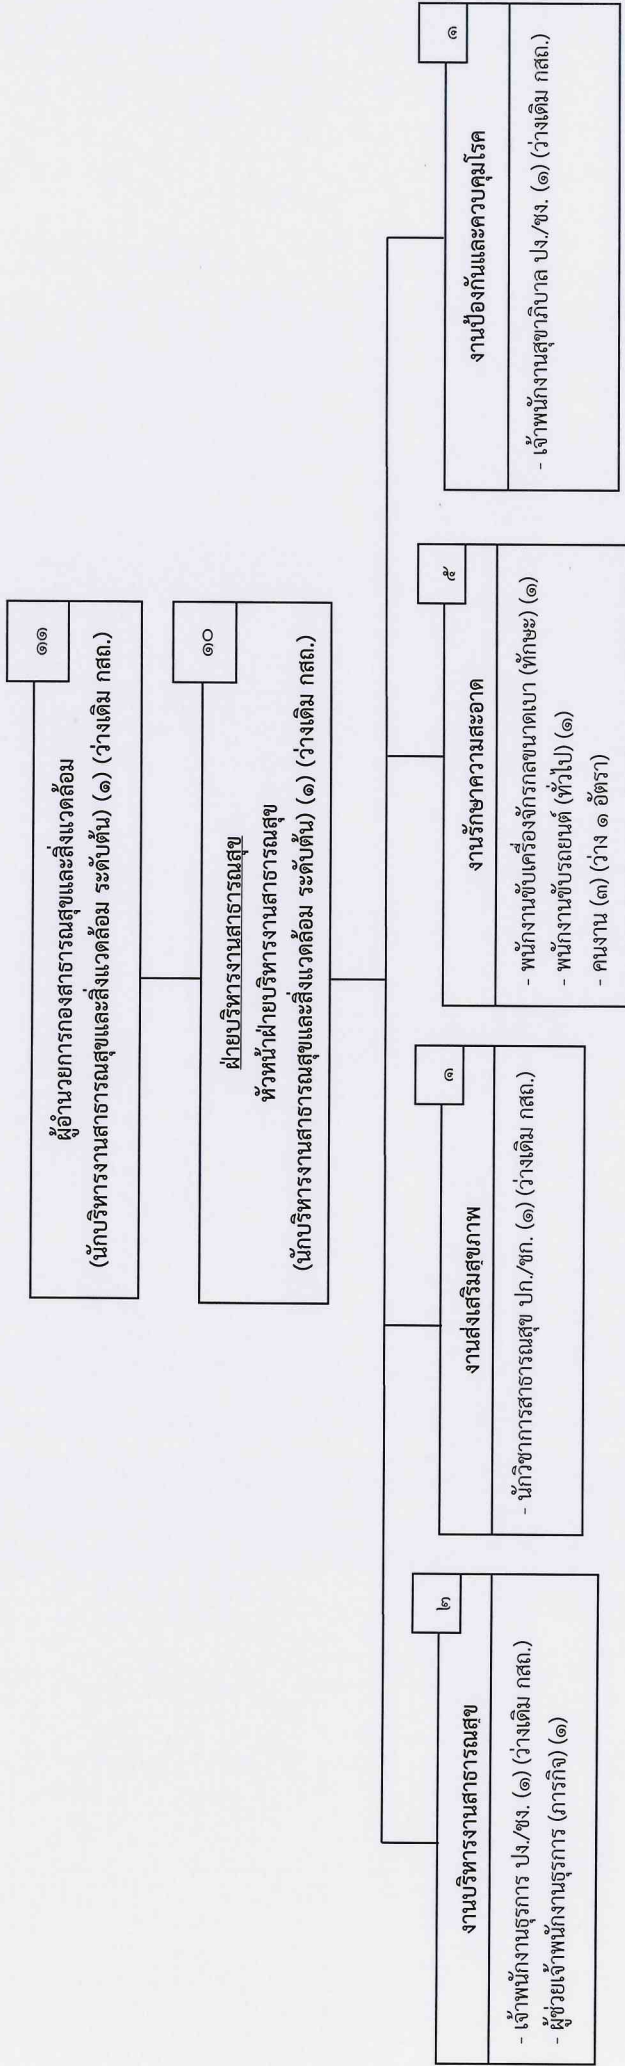 ๑๑
ผู้อำนวยการกองสาธารณสุขและสิ่งแวดล้อม
(นักบริหารงานสาธารณสุขและสิ่งแวดล้อม ระดับต้น) (๑) (ว่างเดิม กสถ.)
๑๐
ฝ่ายบริหารงานสาธารณสุข
หัวหน้าฝ่ายบริหารงานสาธารณสุข
(นักบริหารงานสาธารณสุขและสิ่งแวดล้อม ระดับต้น) (๑) (ว่างเดิม กสถ.)
๒
งานบริหารงานสาธารณสุข
- เจ้าพนักงานธุรการ ปง./ชง. (๑) (ว่างเดิม กสถ.)
- ผู้ช่วยเจ้าพนักงานธุรการ (ภารกิจ) (๑)
๑
งานส่งเสริมสุขภาพ
- นักวิชาการสาธารณสุข ปก./ชก. (๑) (ว่างเดิม กสถ.)
๕
งานรักษาความสะอาด
- พนักงานขับเครื่องจักรกลขนาดเบา (ทักษะ) (๑)
- พนักงานขับรถยนต์ (ทั่วไป) (๑)
- คนงาน (๓) (ว่าง ๑ อัตรา)
๑
งานป้องกันและควบคุมโรค
- เจ้าพนักงานสุขาภิบาล ปง./ชง. (๑) (ว่างเดิม กสถ.)